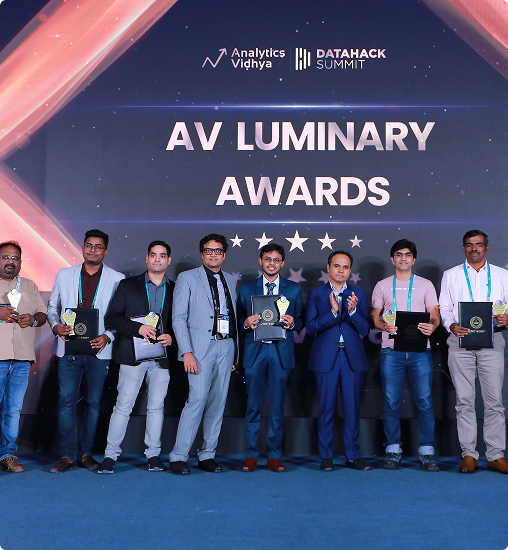 Analytics
Vidhya
DATAHACK
SUMMIT
AV LUMINARY
AWARDS